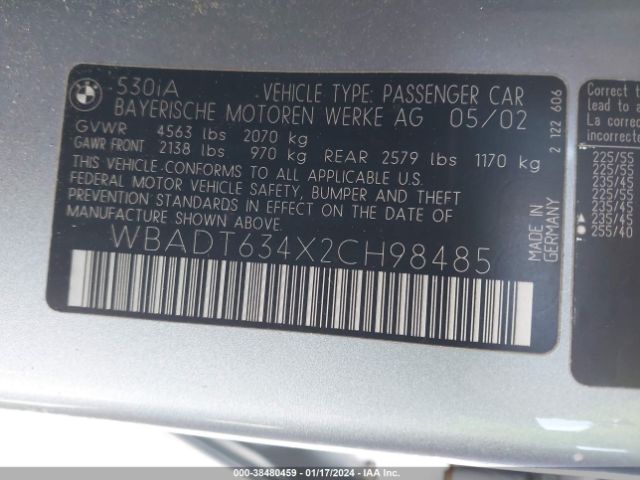 BMW
530iA VEHICLE TYPE: PASSENGER CAR
BAYERISCHE MOTOREN WERKE AG 05/02
GVWR 4563 lbs 2070 kg
GAWR FRONT 2138 lbs 970 kg REAR 2579 lbs 1170 kg
THIS VEHICLE CONFORMS TO ALL APPLICABLE U.S.
FEDERAL MOTOR VEHICLE SAFETY, BUMPER AND THEFT
PREVENTION STANDARDS IN EFFECT ON THE DATE OF
MANUFACTURE SHOWN ABOVE.
WBADT634X2CH98485
MADE IN
GERMANY
2 122 606
Correct t
lead to a
La correc
incorrect
225/55
225/55
235/45
225/55
225/55
235/45
255/40
000-38480459 - 01/17/2024 - IAA Inc.